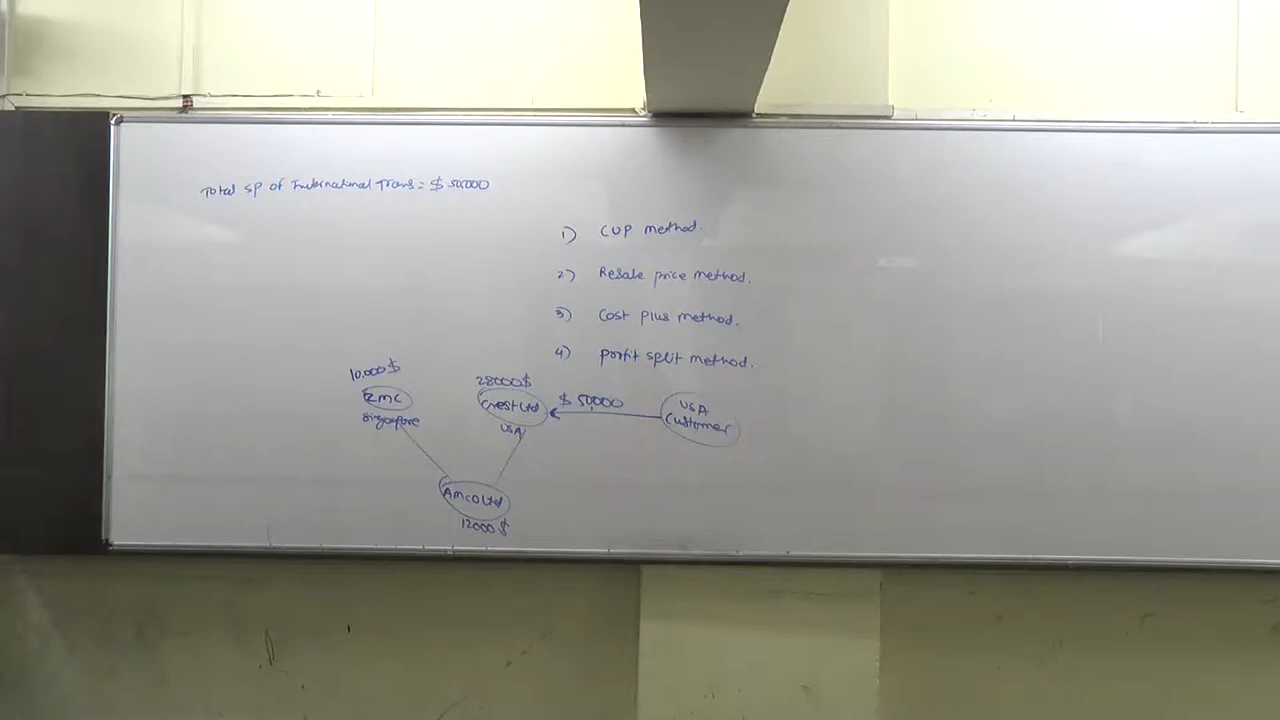 Total SP of International Trans = $ 50,000
1) CUP method.
2) Resale price method.
3) Cost plus method.
4) Profit split method.
10,000 $
RMC
Singapore
28000 $
Crest Ltd
USA
$ 50,000
USA
Customer
AMCO Ltd
12000 $